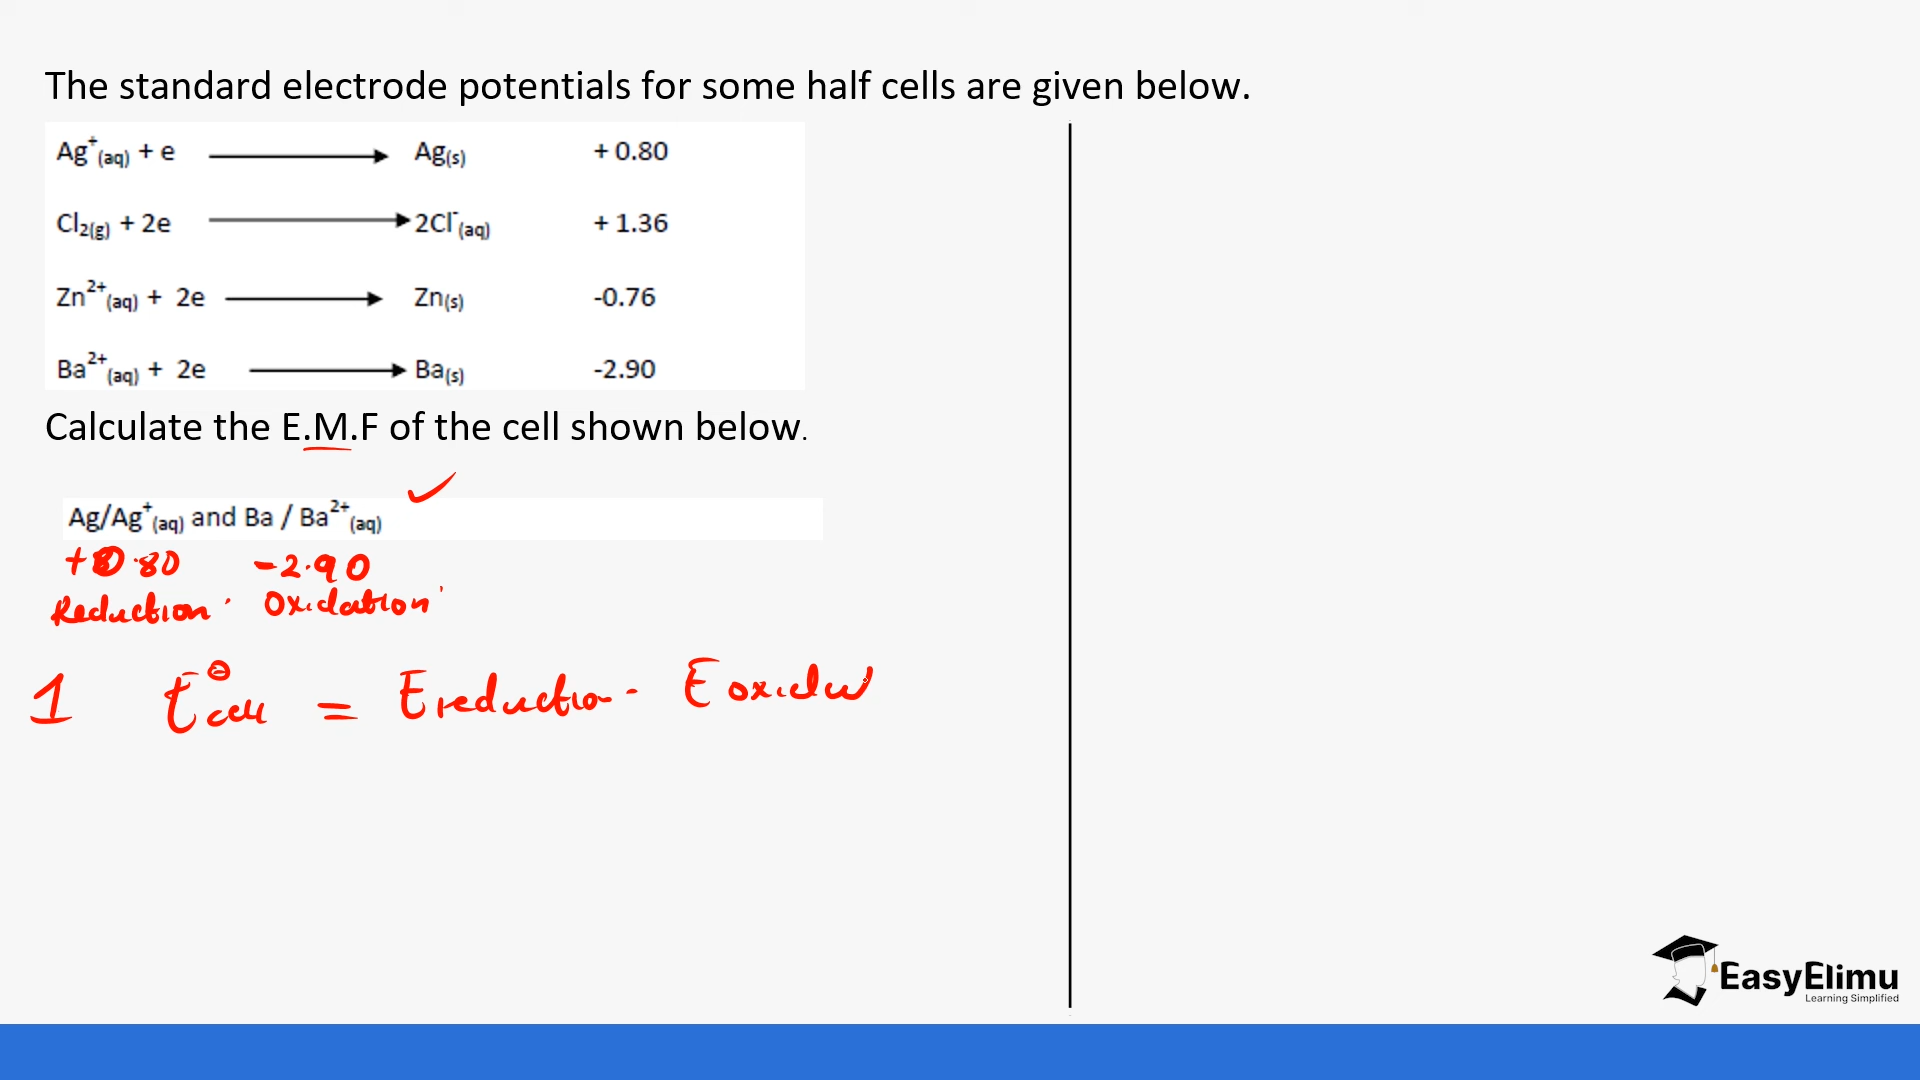 The standard electrode potentials for some half cells are given below.
Ag⁺(aq) + e ⟶ Ag(s) + 0.80
Cl₂(g) + 2e ⟶ 2Cl⁻(aq) + 1.36
Zn²⁺(aq) + 2e ⟶ Zn(s) -0.76
Ba²⁺(aq) + 2e ⟶ Ba(s) -2.90
Calculate the E.M.F of the cell shown below.
Ag/Ag⁺(aq) and Ba / Ba²⁺(aq)
+0.80 -2.90
Reduction. Oxidation
1 E⊖cell = Ereduction - E
EasyElimu
Learning Simplified